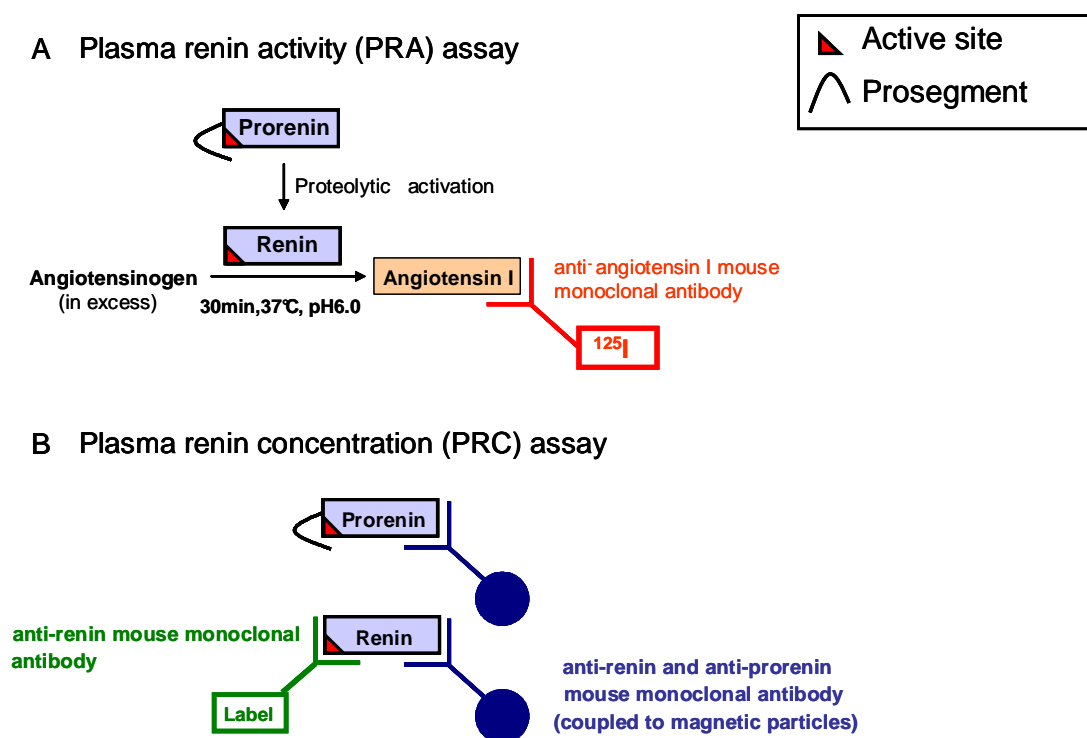 A Plasma renin activity (PRA) assay
Active site
Prosegment
Prorenin
Proteolytic activation
Renin
Angiotensinogen
(in excess)
30min,37℃, pH6.0
Angiotensin I
anti-angiotensin I mouse
monoclonal antibody
125I
B Plasma renin concentration (PRC) assay
Prorenin
anti-renin mouse monoclonal
antibody
Renin
Label
anti-renin and anti-prorenin
mouse monoclonal antibody
(coupled to magnetic particles)